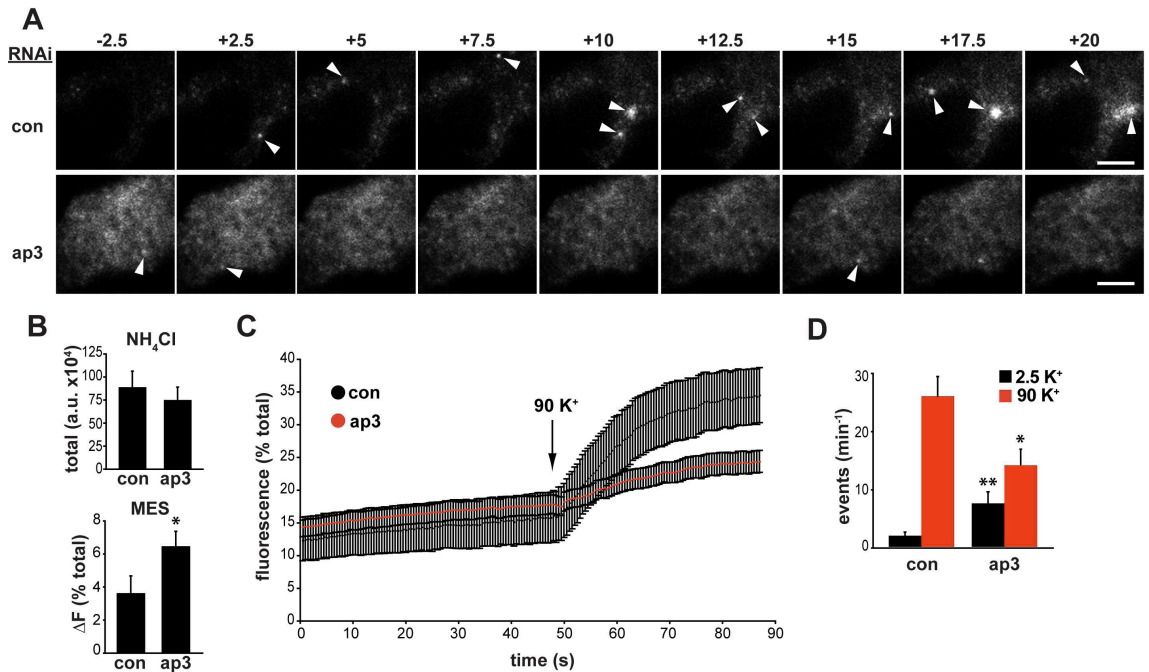 A
RNAi
-2.5 +2.5 +5 +7.5 +10 +12.5 +15 +17.5 +20
con
ap3
B
NH₄Cl
total (a.u. x10⁴)
125
100
75
50
25
0
con ap3
MES
ΔF (% total)
8
6
4
2
0
*
con ap3
C
fluorescence (% total)
40
35
30
25
20
15
10
5
0
con
ap3
90 K⁺
0 10 20 30 40 50 60 70 80 90
time (s)
D
2.5 K⁺
90 K⁺
events (min⁻¹)
30
20
10
0
** *
con ap3